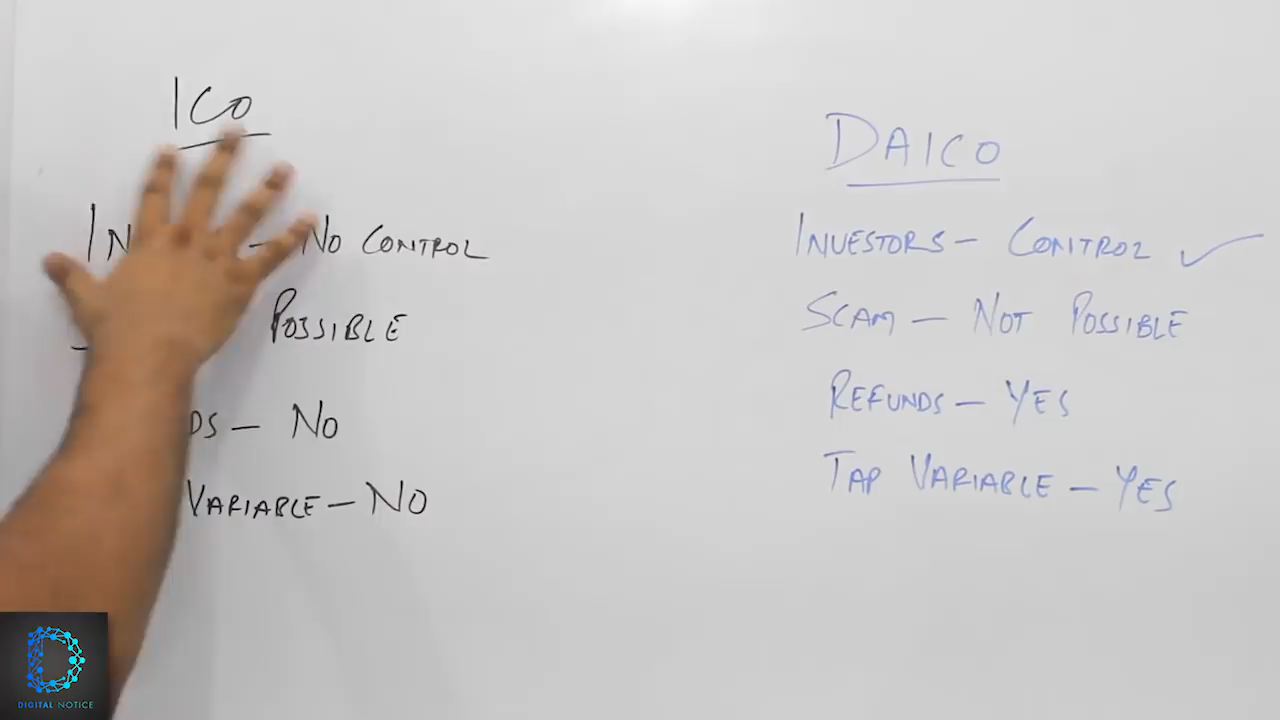 ICO
IN – NO CONTROL
POSSIBLE
DS – NO
VARIABLE – NO
DAICO
INVESTORS – CONTROL ✓
SCAM – NOT POSSIBLE
REFUNDS – YES
TAP VARIABLE – YES
DIGITAL NOTICE